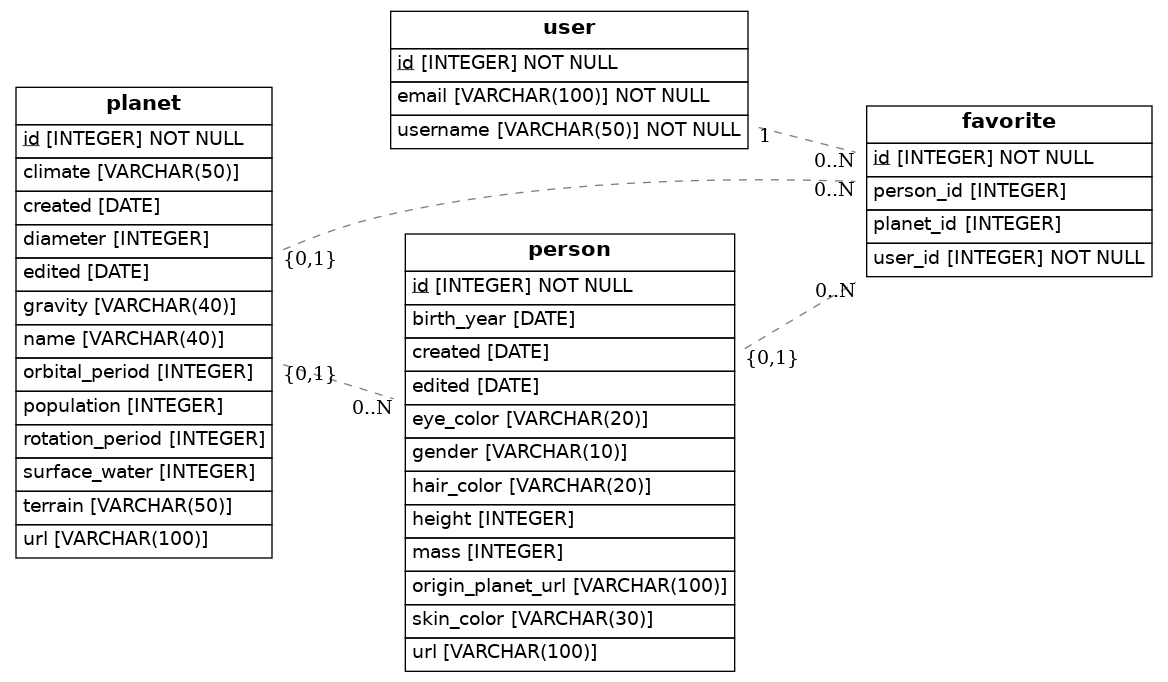 user
id [INTEGER] NOT NULL
email [VARCHAR(100)] NOT NULL
username [VARCHAR(50)] NOT NULL
planet
id [INTEGER] NOT NULL
climate [VARCHAR(50)]
created [DATE]
diameter [INTEGER]
edited [DATE]
gravity [VARCHAR(40)]
name [VARCHAR(40)]
orbital_period [INTEGER]
population [INTEGER]
rotation_period [INTEGER]
surface_water [INTEGER]
terrain [VARCHAR(50)]
url [VARCHAR(100)]
favorite
id [INTEGER] NOT NULL
person_id [INTEGER]
planet_id [INTEGER]
user_id [INTEGER] NOT NULL
person
id [INTEGER] NOT NULL
birth_year [DATE]
created [DATE]
edited [DATE]
eye_color [VARCHAR(20)]
gender [VARCHAR(10)]
hair_color [VARCHAR(20)]
height [INTEGER]
mass [INTEGER]
origin_planet_url [VARCHAR(100)]
skin_color [VARCHAR(30)]
url [VARCHAR(100)]
1
0..N
0..N
{0,1}
0..N
{0,1}
{0,1}
0..N